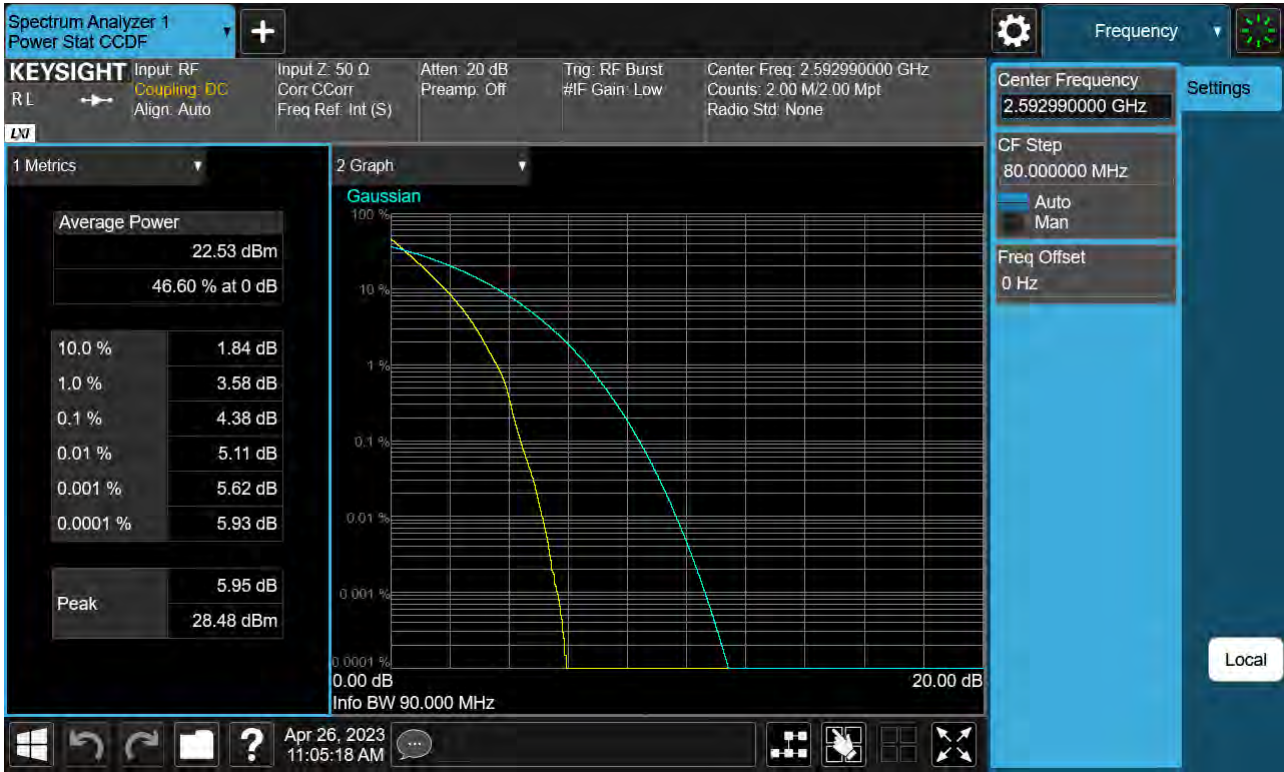 Spectrum Analyzer 1
Power Stat CCDF
Frequency
KEYSIGHT
RL
LXI
Input: RF
Coupling: DC
Align: Auto
Input Z: 50 Ω
Corr CCorr
Freq Ref: Int (S)
Atten: 20 dB
Preamp: Off
Trig: RF Burst
#IF Gain: Low
Center Freq: 2.592990000 GHz
Counts: 2.00 M/2.00 Mpt
Radio Std: None
Center Frequency
2.592990000 GHz
Settings
CF Step
80.000000 MHz
Auto
Man
Freq Offset
0 Hz
Local
1 Metrics
Average Power
22.53 dBm
46.60 % at 0 dB
10.0 % 1.84 dB
1.0 % 3.58 dB
0.1 % 4.38 dB
0.01 % 5.11 dB
0.001 % 5.62 dB
0.0001 % 5.93 dB
Peak
5.95 dB
28.48 dBm
2 Graph
Gaussian
100 %
10 %
1 %
0.1 %
0.01 %
0.001 %
0.0001 %
0.00 dB 20.00 dB
Info BW 90.000 MHz
Apr 26, 2023
11:05:18 AM